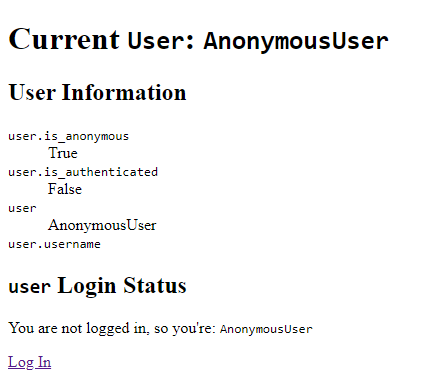 Current User: AnonymousUser
User Information
user.is_anonymous
True
user.is_authenticated
False
user
AnonymousUser
user.username
user Login Status
You are not logged in, so you're: AnonymousUser
Log In